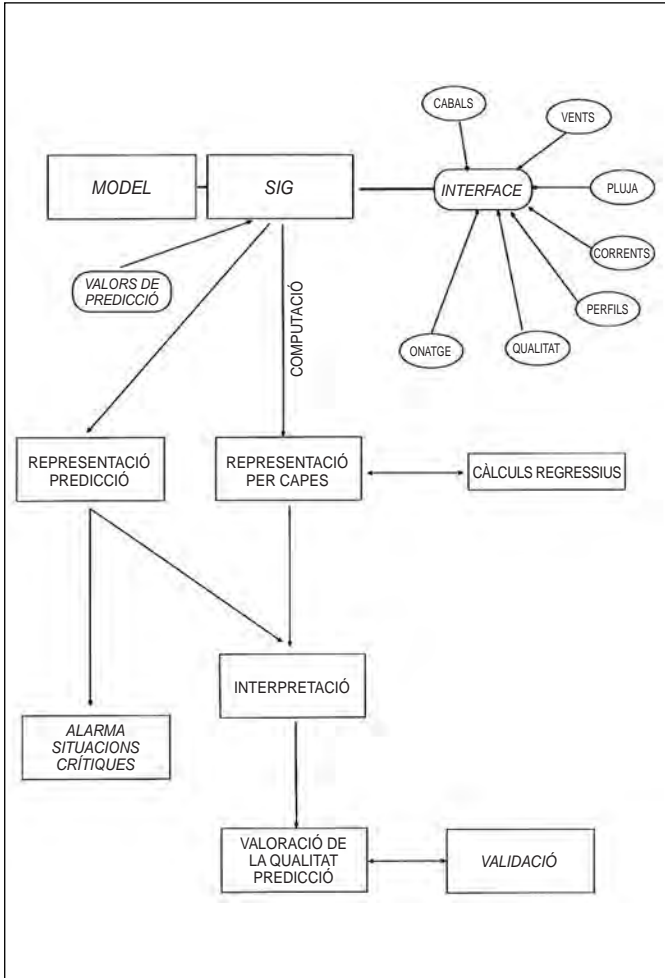 CABALS
VENTS
MODEL
SIG
INTERFACE
PLUJA
CORRENTS
VALORS DE
PREDICCIÓ
PERFILS
COMPUTACIÓ
ONATGE
QUALITAT
REPRESENTACIÓ
PREDICCIÓ
REPRESENTACIÓ
PER CAPES
CÀLCULS REGRESSIUS
INTERPRETACIÓ
ALARMA
SITUACIONS
CRÍTIQUES
VALORACIÓ DE
LA QUALITAT
PREDICCIÓ
VALIDACIÓ